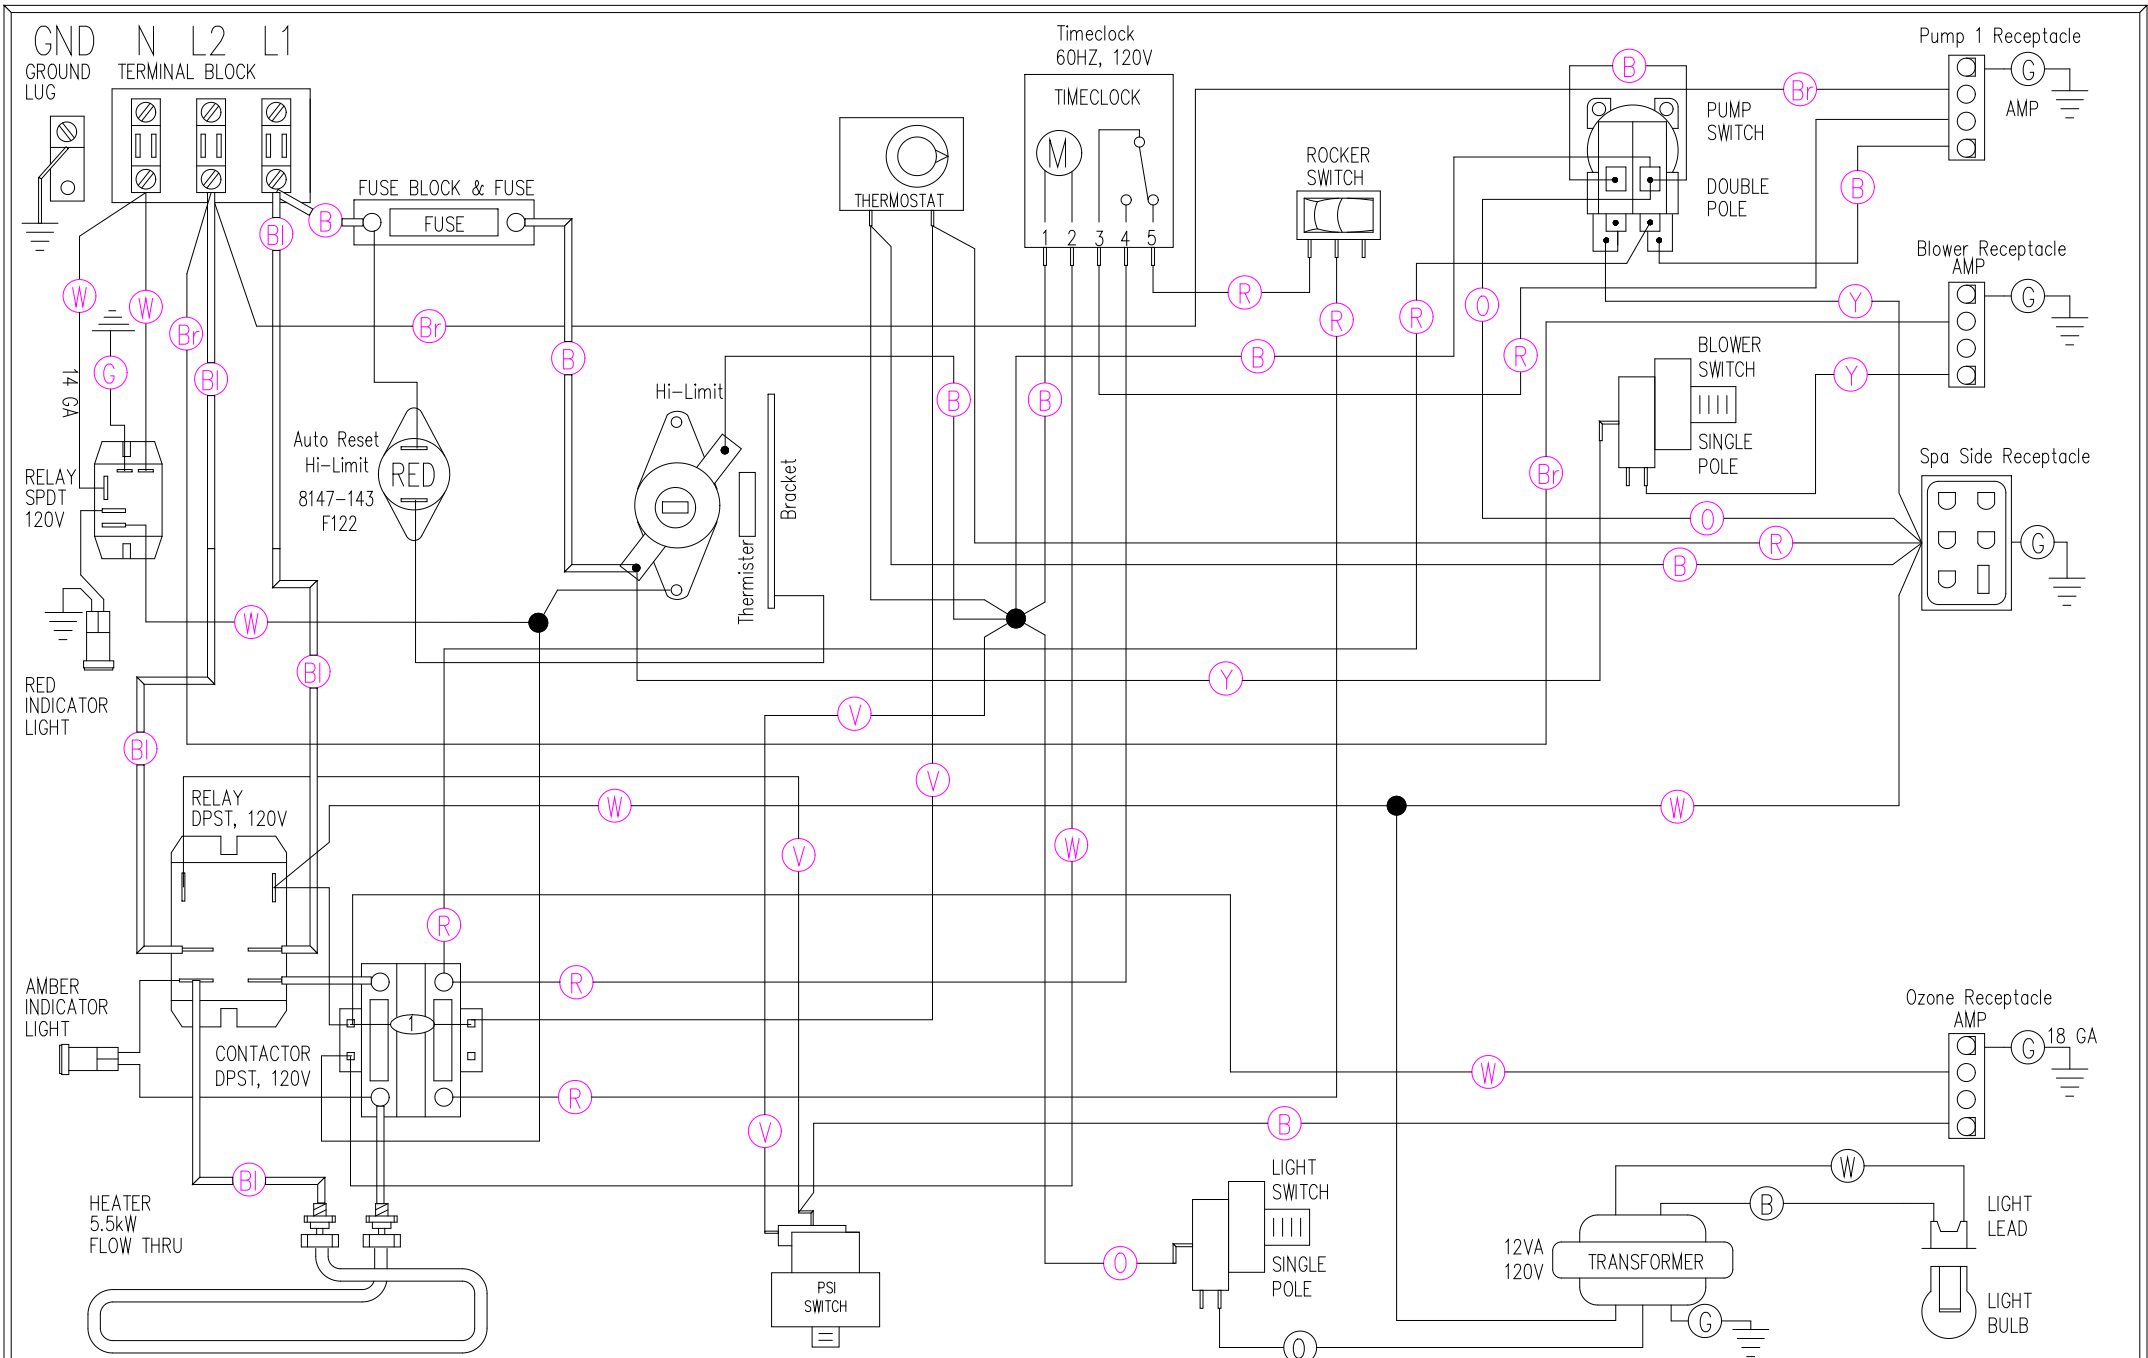 GND N L2 L1
GROUND
LUG
TERMINAL BLOCK
FUSE BLOCK & FUSE
FUSE
B
Bl
W
W
Br
Bl
G
14 GA
Br
B
RELAY
SPDT
120V
Auto Reset
Hi-Limit
8147-143
F122
RED
Hi-Limit
Thermister
Bracket
THERMOSTAT
Timeclock
60HZ, 120V
TIMECLOCK
M
1 2 3 4 5
ROCKER
SWITCH
R
R
R
B
B
B
B
PUMP
SWITCH
DOUBLE
POLE
O
R
Br
Pump 1 Receptacle
G
AMP
B
Blower Receptacle
AMP
G
Y
BLOWER
SWITCH
SINGLE
POLE
Y
Br
Spa Side Receptacle
G
O
R
B
W
RED
INDICATOR
LIGHT
Bl
Bl
Y
V
V
W
W
V
W
RELAY
DPST, 120V
R
R
AMBER
INDICATOR
LIGHT
1
CONTACTOR
DPST, 120V
R
Ozone Receptacle
AMP
G
18 GA
W
B
V
Bl
HEATER
5.5kW
FLOW THRU
PSI
SWITCH
O
LIGHT
SWITCH
SINGLE
POLE
O
12VA
120V
TRANSFORMER
G
W
B
LIGHT
LEAD
LIGHT
BULB